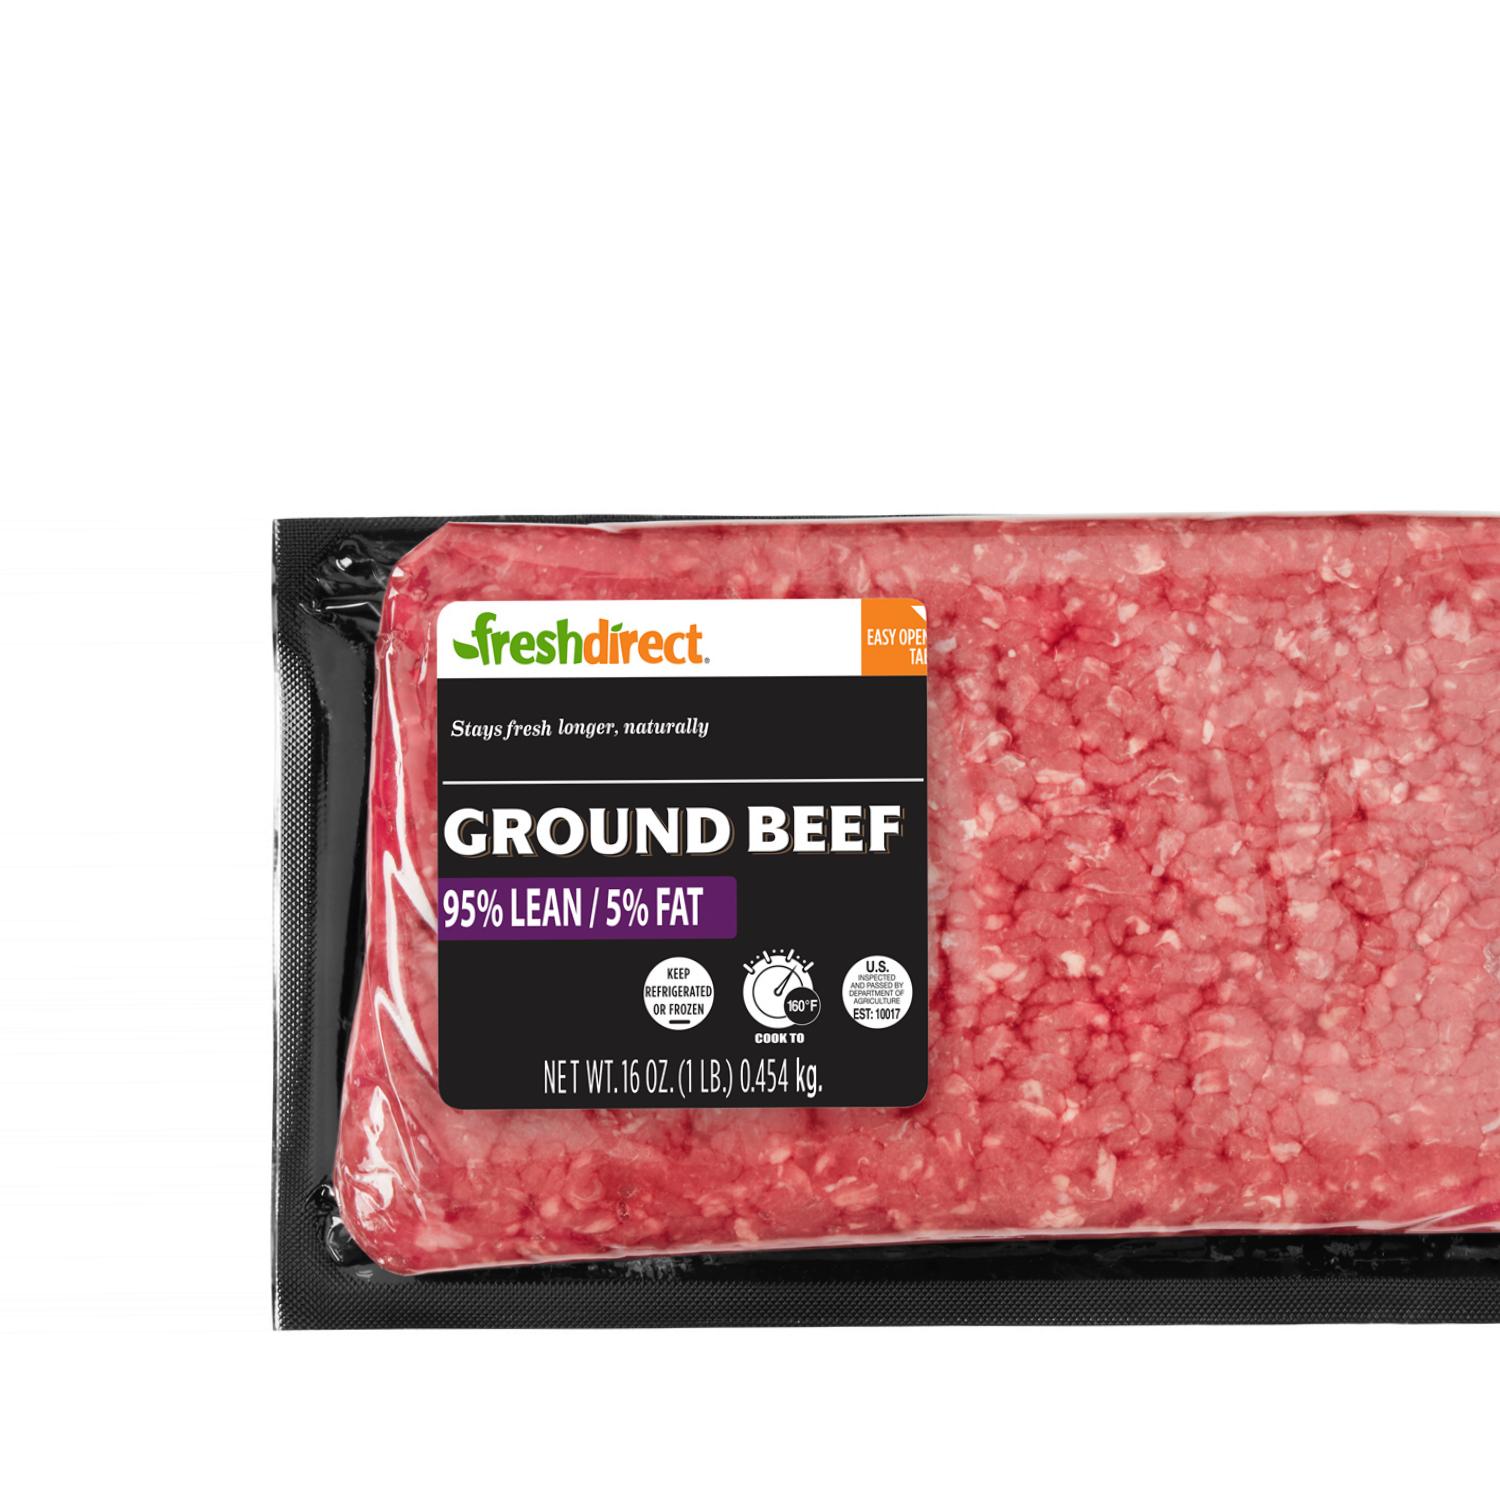 freshdirect®
EASY OPEN
TAB
Stays fresh longer, naturally
GROUND BEEF
95% LEAN / 5% FAT
KEEP
REFRIGERATED
OR FROZEN
160°F
COOK TO
U.S.
INSPECTED
AND PASSED BY
DEPARTMENT OF
AGRICULTURE
EST: 10017
NET WT. 16 OZ. (1 LB.) 0.454 kg.